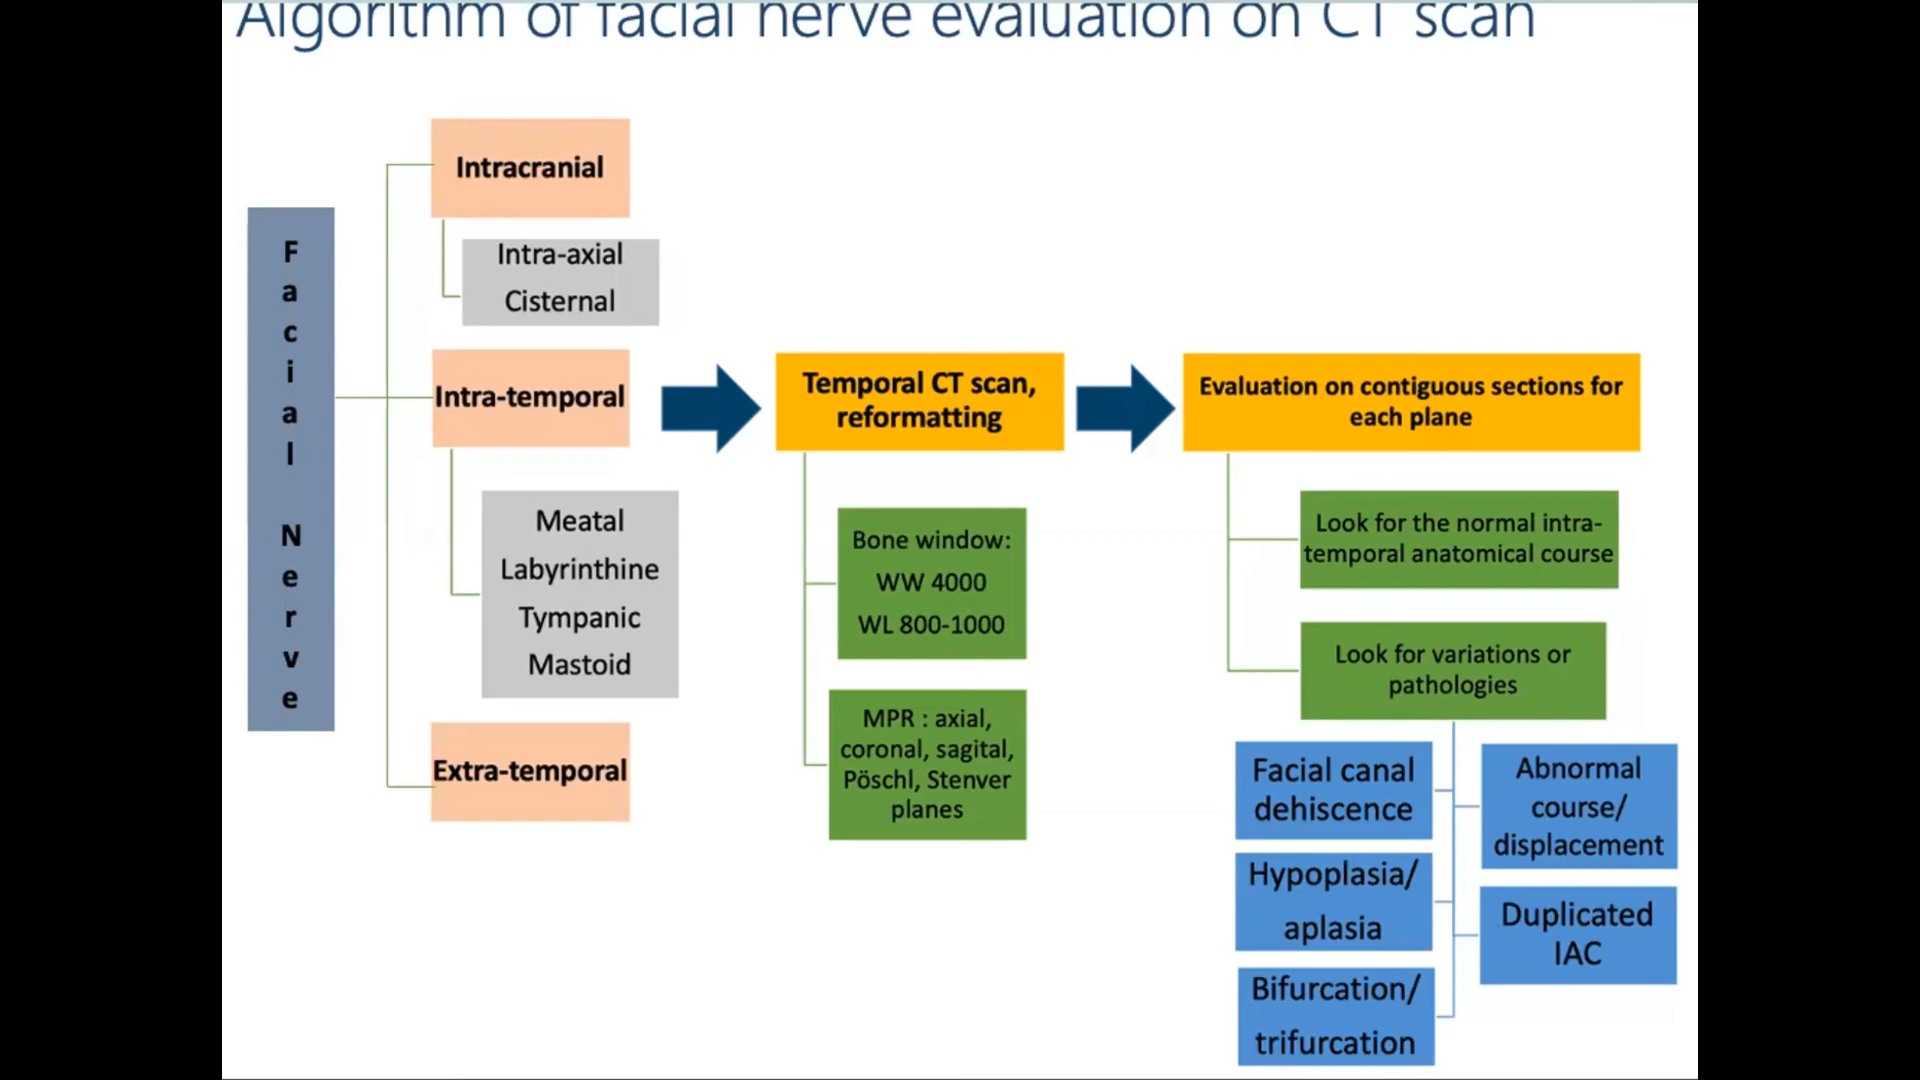 Algorithm of facial nerve evaluation on CT scan
Facial Nerve
Intracranial
Intra-axial
Cisternal
Intra-temporal
Meatal
Labyrinthine
Tympanic
Mastoid
Extra-temporal
Temporal CT scan,
reformatting
Bone window:
WW 4000
WL 800-1000
MPR : axial,
coronal, sagital,
Pöschl, Stenver
planes
Evaluation on contiguous sections for
each plane
Look for the normal intra-
temporal anatomical course
Look for variations or
pathologies
Facial canal
dehiscence
Hypoplasia/
aplasia
Bifurcation/
trifurcation
Abnormal
course/
displacement
Duplicated
IAC